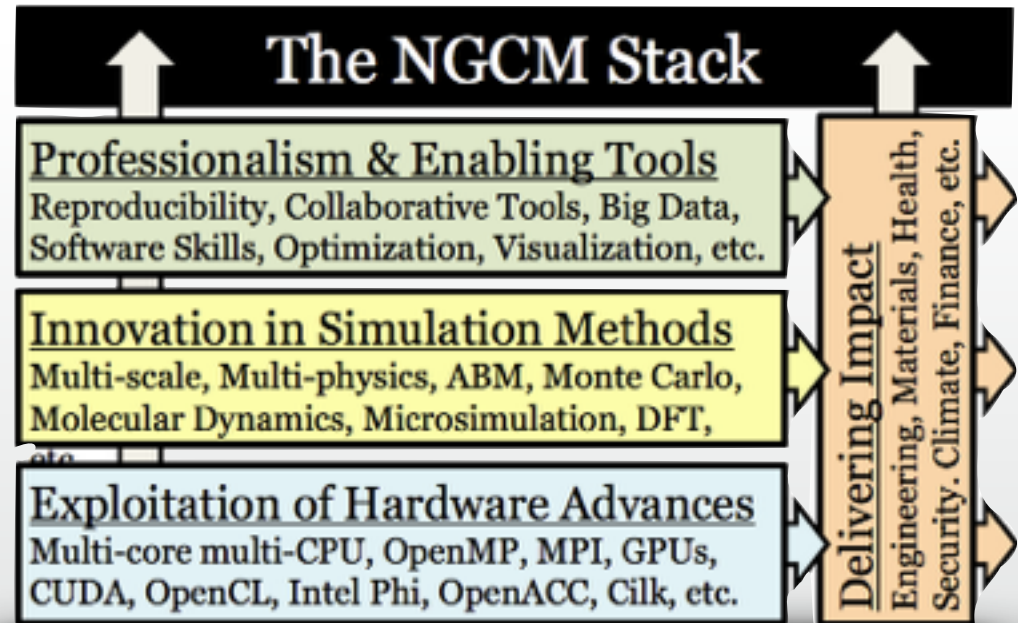 The NGCM Stack
Professionalism & Enabling Tools
Reproducibility, Collaborative Tools, Big Data,
Software Skills, Optimization, Visualization, etc.
Innovation in Simulation Methods
Multi-scale, Multi-physics, ABM, Monte Carlo,
Molecular Dynamics, Microsimulation, DFT,
etc
Exploitation of Hardware Advances
Multi-core multi-CPU, OpenMP, MPI, GPUs,
CUDA, OpenCL, Intel Phi, OpenACC, Cilk, etc.
Delivering Impact
Engineering, Materials, Health,
Security. Climate, Finance, etc.